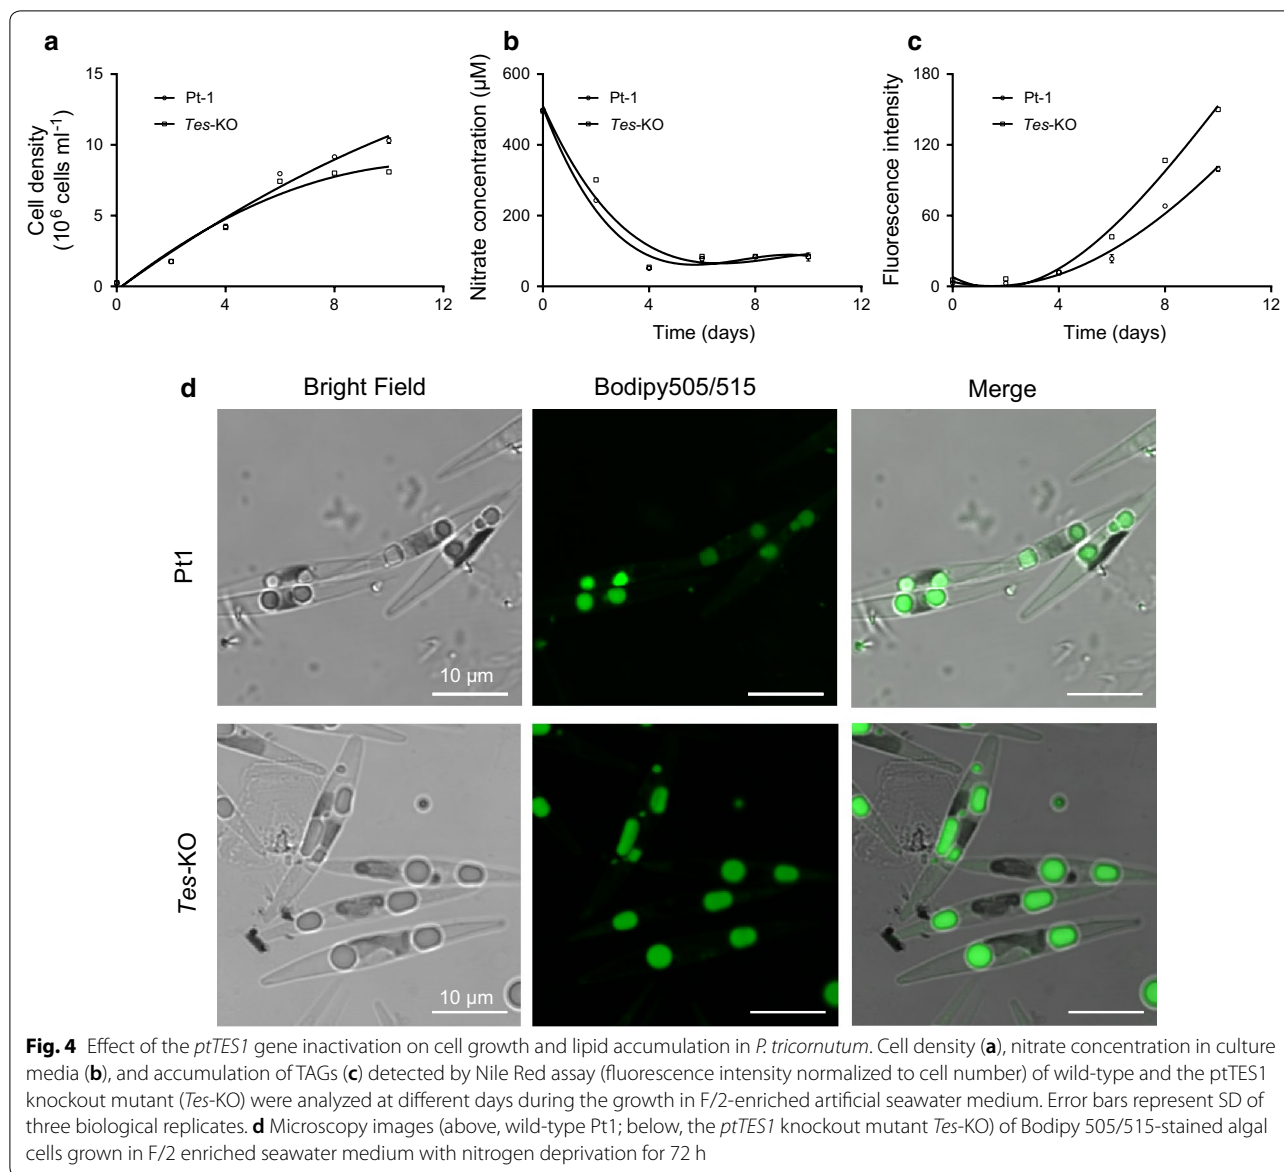 a
15
10
5
0
0
4
8
12
Cell density
(10⁶ cells ml⁻¹)
Pt-1
Tes-KO
b
600
400
200
0
0
4
8
12
Nitrate concentration (µM)
Time (days)
Pt-1
Tes-KO
c
180
120
60
0
0
4
8
12
Fluorescence intensity
Time (days)
Pt-1
Tes-KO
d
Bright Field
Bodipy505/515
Merge
Pt1
10 µm
Tes-KO
10 µm
Fig. 4 Effect of the ptTES1 gene inactivation on cell growth and lipid accumulation in P. tricornutum. Cell density (a), nitrate concentration in culture
media (b), and accumulation of TAGs (c) detected by Nile Red assay (fluorescence intensity normalized to cell number) of wild-type and the ptTES1
knockout mutant (Tes-KO) were analyzed at different days during the growth in F/2-enriched artificial seawater medium. Error bars represent SD of
three biological replicates. d Microscopy images (above, wild-type Pt1; below, the ptTES1 knockout mutant Tes-KO) of Bodipy 505/515-stained algal
cells grown in F/2 enriched seawater medium with nitrogen deprivation for 72 h